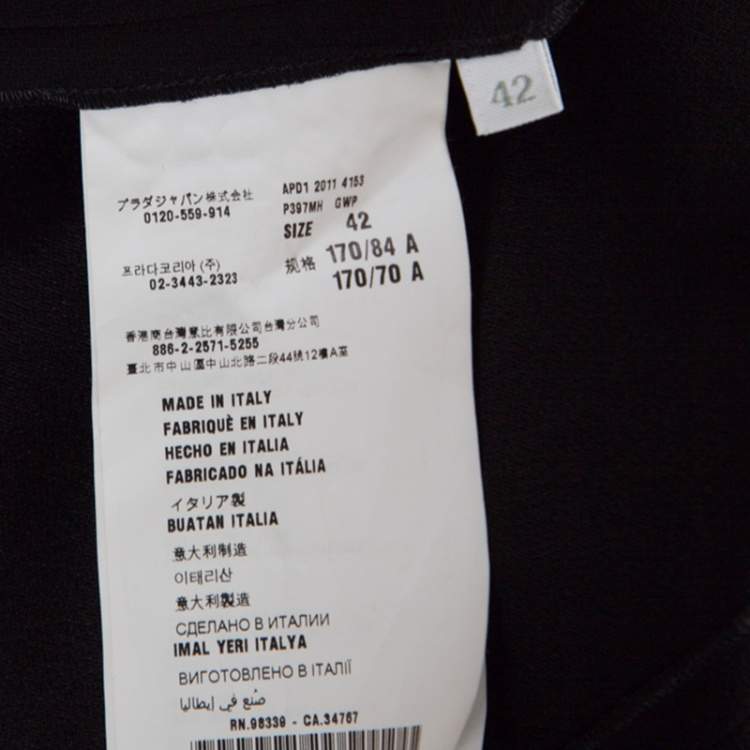 42
プラダジャパン株式会社
0120-559-914
APD1 2011 4153
P397MH GWP
SIZE 42
프라다코리아 (주)
02-3443-2323
规格 170/84 A
170/70 A
香港商台灣意比有限公司台灣分公司
886-2-2571-5255
臺北市中山區中山北路二段44號12樓A室
MADE IN ITALY
FABRIQUÈ EN ITALY
HECHO EN ITALIA
FABRICADO NA ITÁLIA
イタリア製
BUATAN ITALIA
意大利制造
이태리산
意大利製造
СДЕЛАНО В ИТАЛИИ
IMAL YERI ITALYA
ВИГОТОВЛЕНО В ІТАЛІЇ
صُنع في إيطاليا
RN.98339 - CA.34767